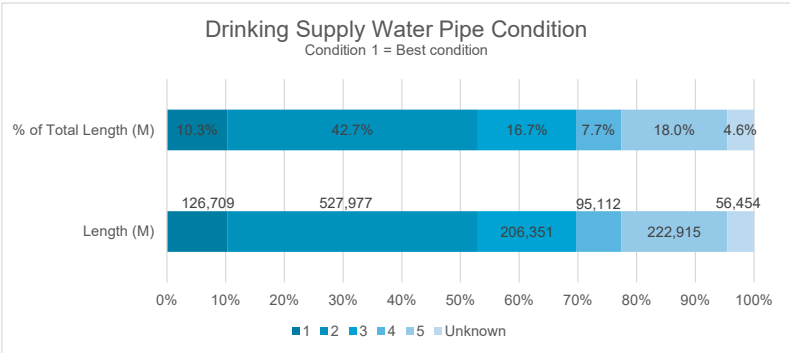 Drinking Supply Water Pipe Condition
Condition 1 = Best condition
% of Total Length (M) 10.3% 42.7% 16.7% 7.7% 18.0% 4.6%
126,709 527,977 95,112 56,454
Length (M) 206,351 222,915
0% 10% 20% 30% 40% 50% 60% 70% 80% 90% 100%
1 2 3 4 5 Unknown